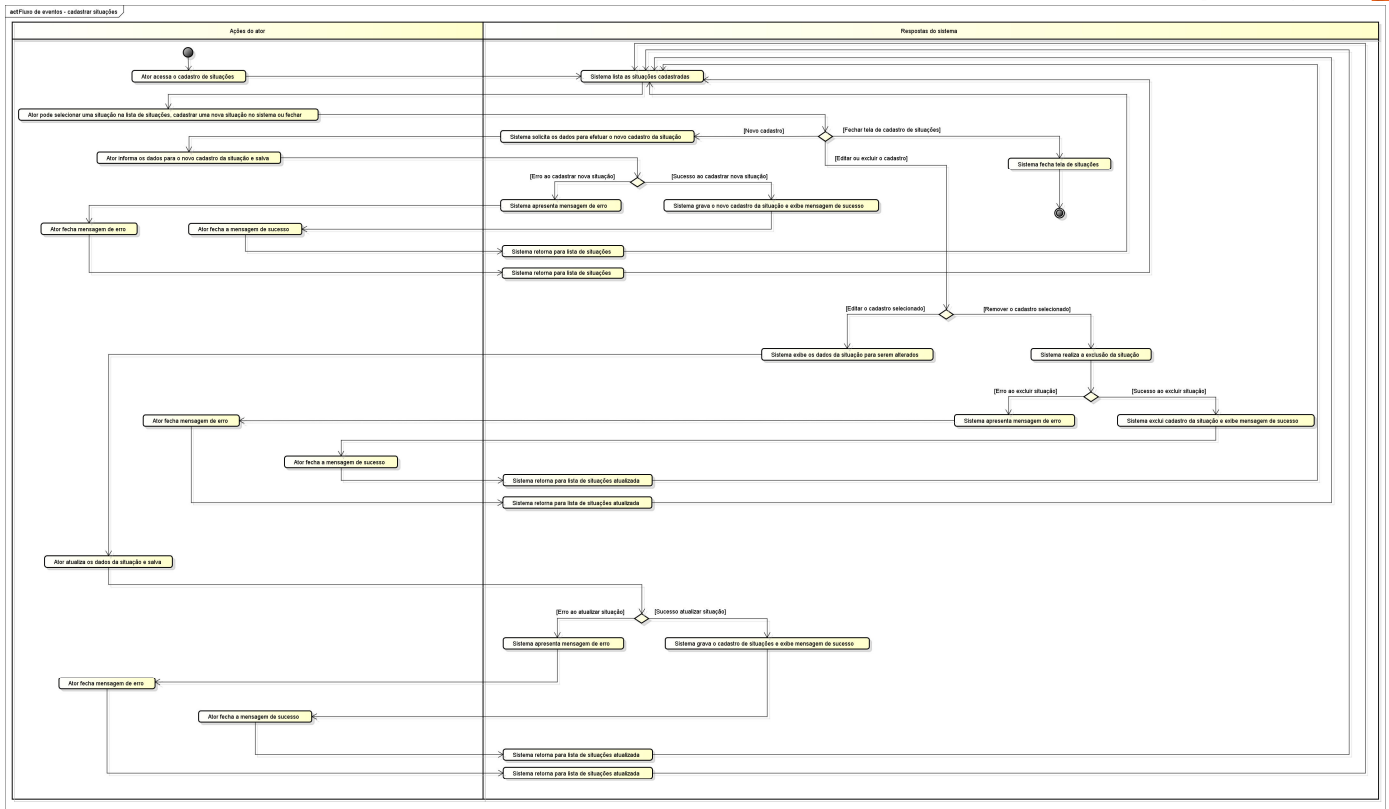 act Fluxo de eventos - cadastrar situações
Ações do ator
Respostas do sistema
Ator acessa o cadastro de situações
Sistema lista as situações cadastradas
Ator pode selecionar uma situação na lista de situações, cadastrar uma nova situação no sistema ou fechar
[Novo cadastro]
[Fechar tela de cadastro de situações]
Sistema solicita os dados para efetuar o novo cadastro da situação
Ator informa os dados para o novo cadastro da situação e salva
[Editar ou excluir o cadastro]
Sistema fecha tela de situações
[Erro ao cadastrar nova situação]
[Sucesso ao cadastrar nova situação]
Sistema apresenta mensagem de erro
Sistema grava o novo cadastro da situação e exibe mensagem de sucesso
Ator fecha mensagem de erro
Ator fecha a mensagem de sucesso
Sistema retorna para lista de situações
Sistema retorna para lista de situações
[Editar o cadastro selecionado]
[Remover o cadastro selecionado]
Sistema exibe os dados da situação para serem alterados
Sistema realiza a exclusão da situação
[Erro ao excluir situação]
[Sucesso ao excluir situação]
Ator fecha mensagem de erro
Sistema apresenta mensagem de erro
Sistema exclui cadastro da situação e exibe mensagem de sucesso
Ator fecha a mensagem de sucesso
Sistema retorna para lista de situações atualizada
Sistema retorna para lista de situações atualizada
Ator atualiza os dados da situação e salva
[Erro ao atualizar situação]
[Sucesso atualizar situação]
Sistema apresenta mensagem de erro
Sistema grava o cadastro de situações e exibe mensagem de sucesso
Ator fecha mensagem de erro
Ator fecha a mensagem de sucesso
Sistema retorna para lista de situações atualizada
Sistema retorna para lista de situações atualizada